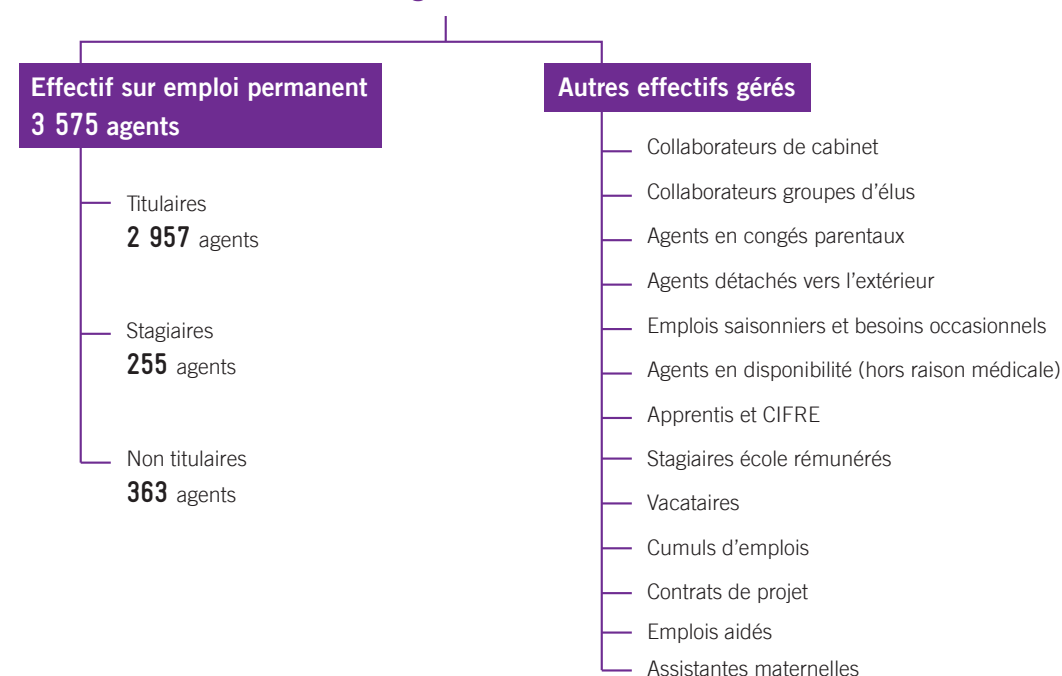 Effectif sur emploi permanent
3 575 agents
Titulaires
2 957 agents
Stagiaires
255 agents
Non titulaires
363 agents
Autres effectifs gérés
Collaborateurs de cabinet
Collaborateurs groupes d'élus
Agents en congés parentaux
Agents détachés vers l'extérieur
Emplois saisonniers et besoins occasionnels
Agents en disponibilité (hors raison médicale)
Apprentis et CIFRE
Stagiaires école rémunérés
Vacataires
Cumuls d'emplois
Contrats de projet
Emplois aidés
Assistantes maternelles